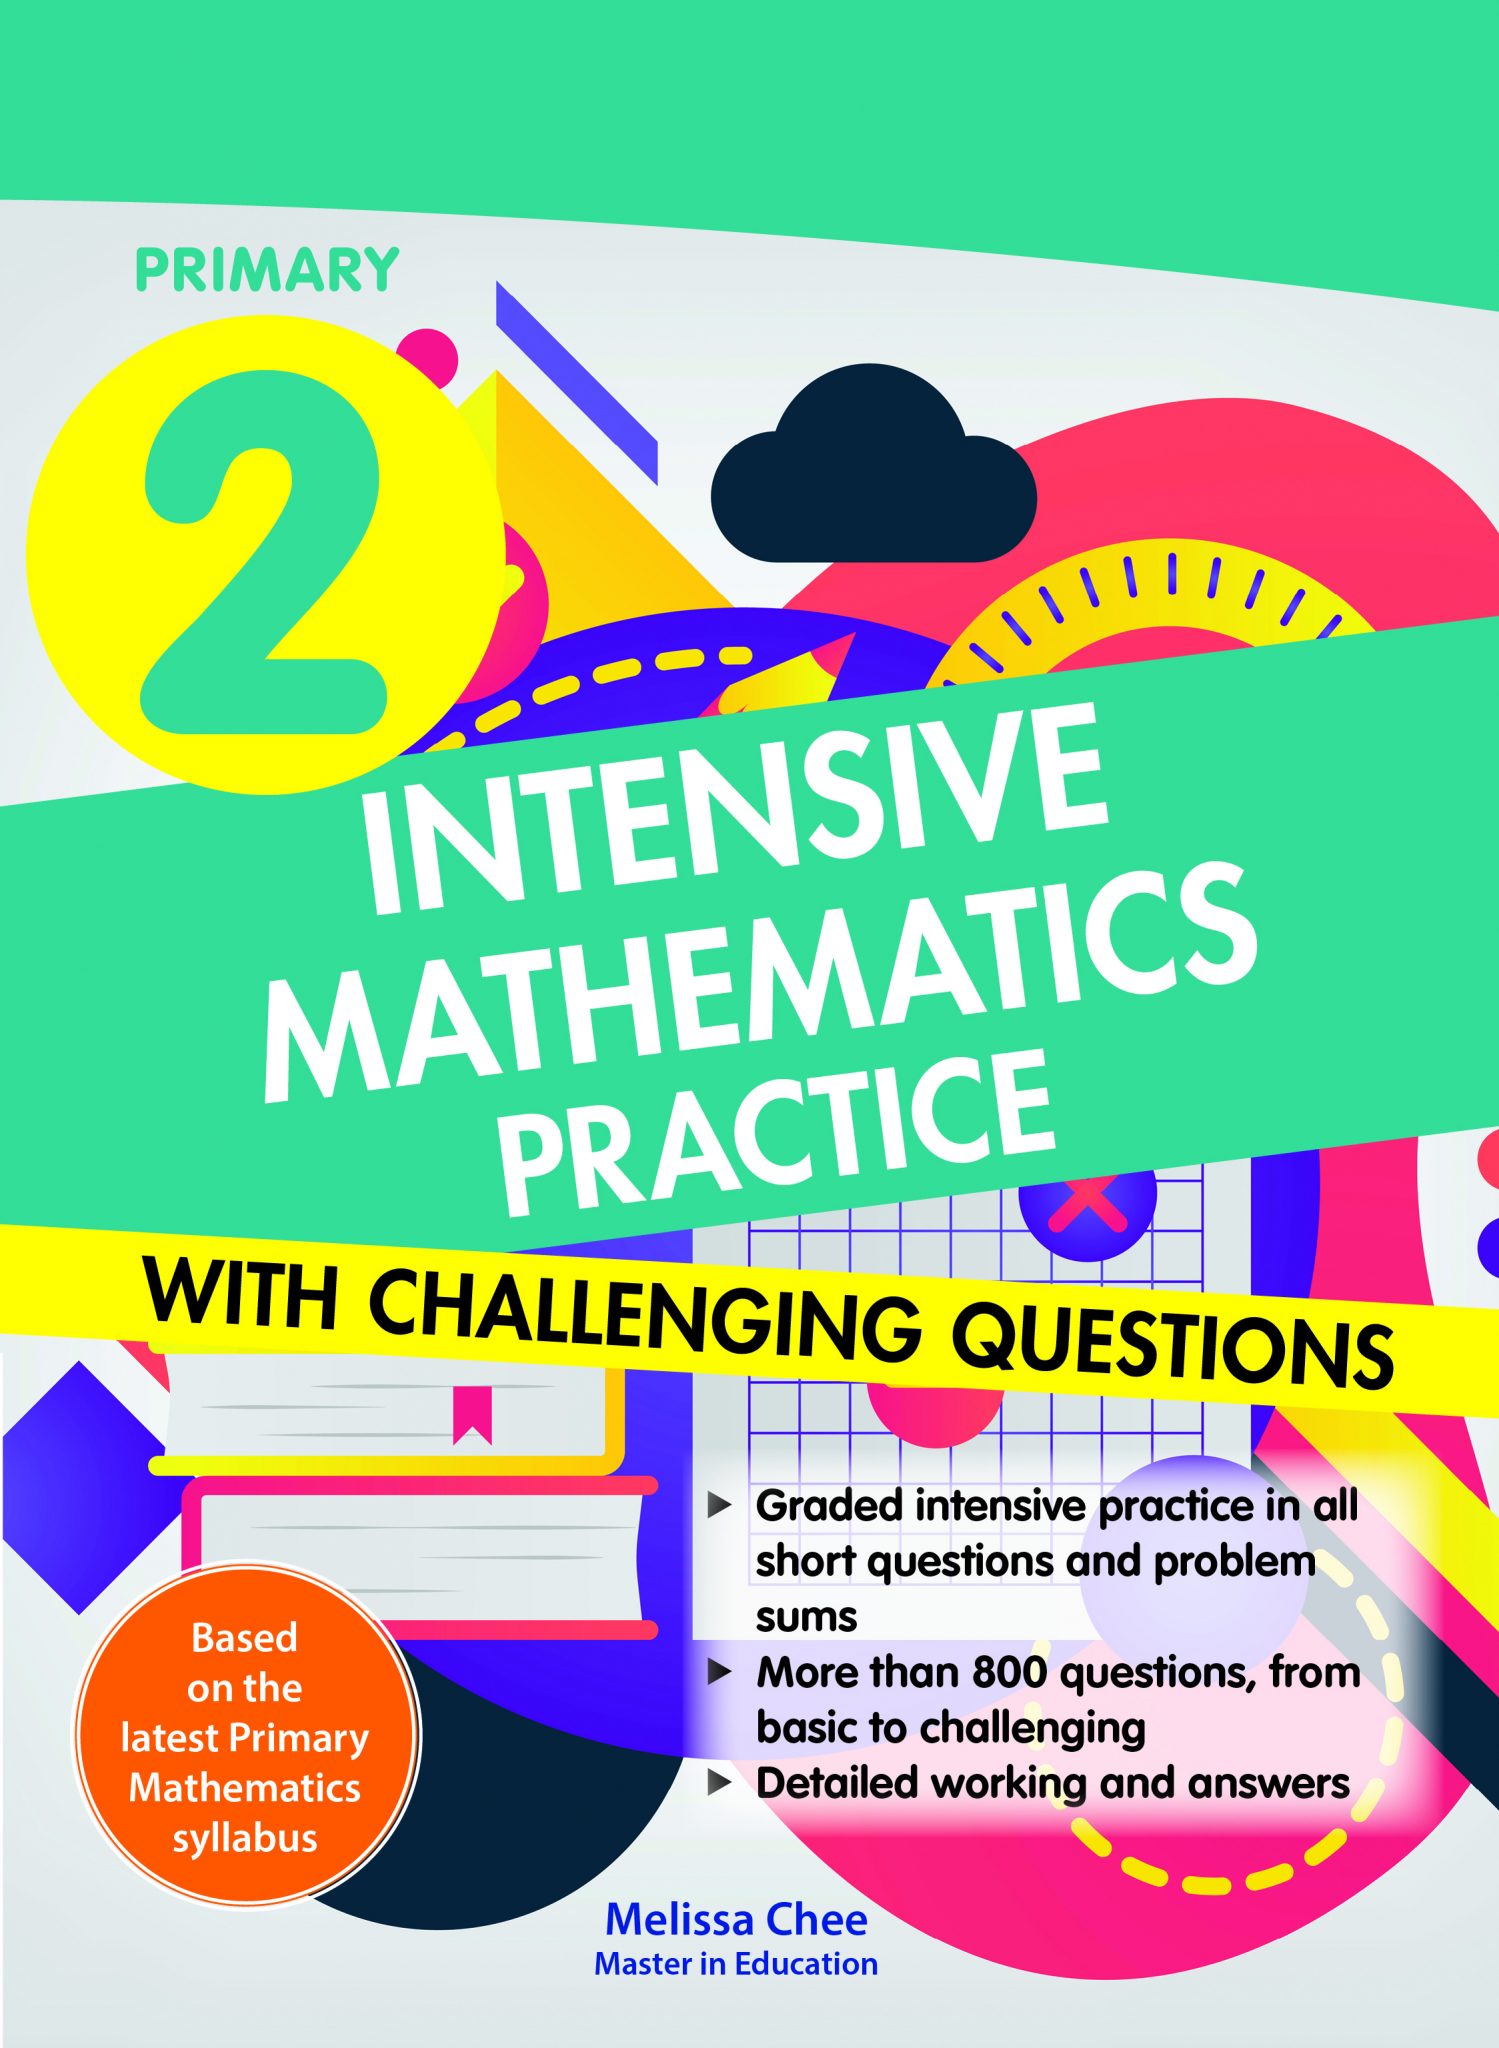 PRIMARY
2
INTENSIVE
MATHEMATICS
PRACTICE
WITH CHALLENGING QUESTIONS
Graded intensive practice in all
short questions and problem
sums
More than 800 questions, from
basic to challenging
Detailed working and answers
Based
on the
latest Primary
Mathematics
syllabus
Melissa Chee
Master in Education